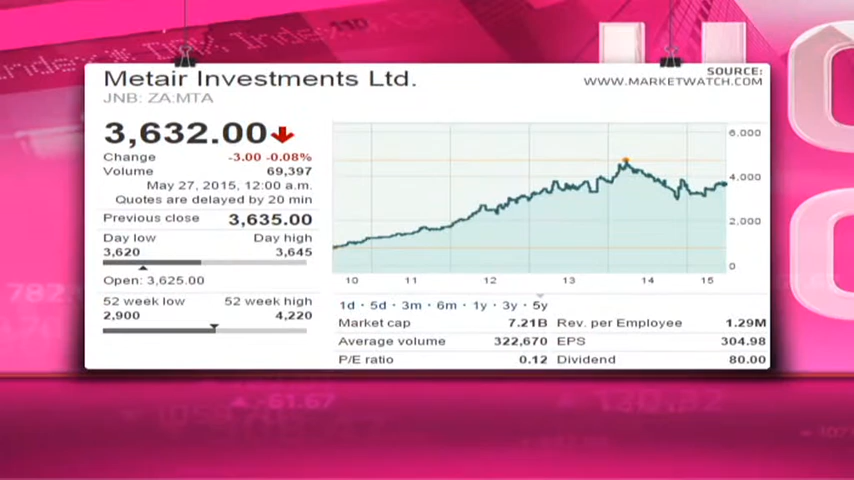 Metair Investments Ltd.
JNB: ZA:MTA
SOURCE:
WWW.MARKETWATCH.COM
3,632.00
Change -3.00 -0.08%
Volume 69,397
May 27, 2015, 12:00 a.m.
Quotes are delayed by 20 min
Previous close 3,635.00
Day low Day high
3,620 3,645
Open: 3,625.00
52 week low 52 week high
2,900 4,220
6,000
4,000
2,000
0
10 11 12 13 14 15
1d · 5d · 3m · 6m · 1y · 3y · 5y
Market cap 7.21B Rev. per Employee 1.29M
Average volume 322,670 EPS 304.98
P/E ratio 0.12 Dividend 80.00
-61.67